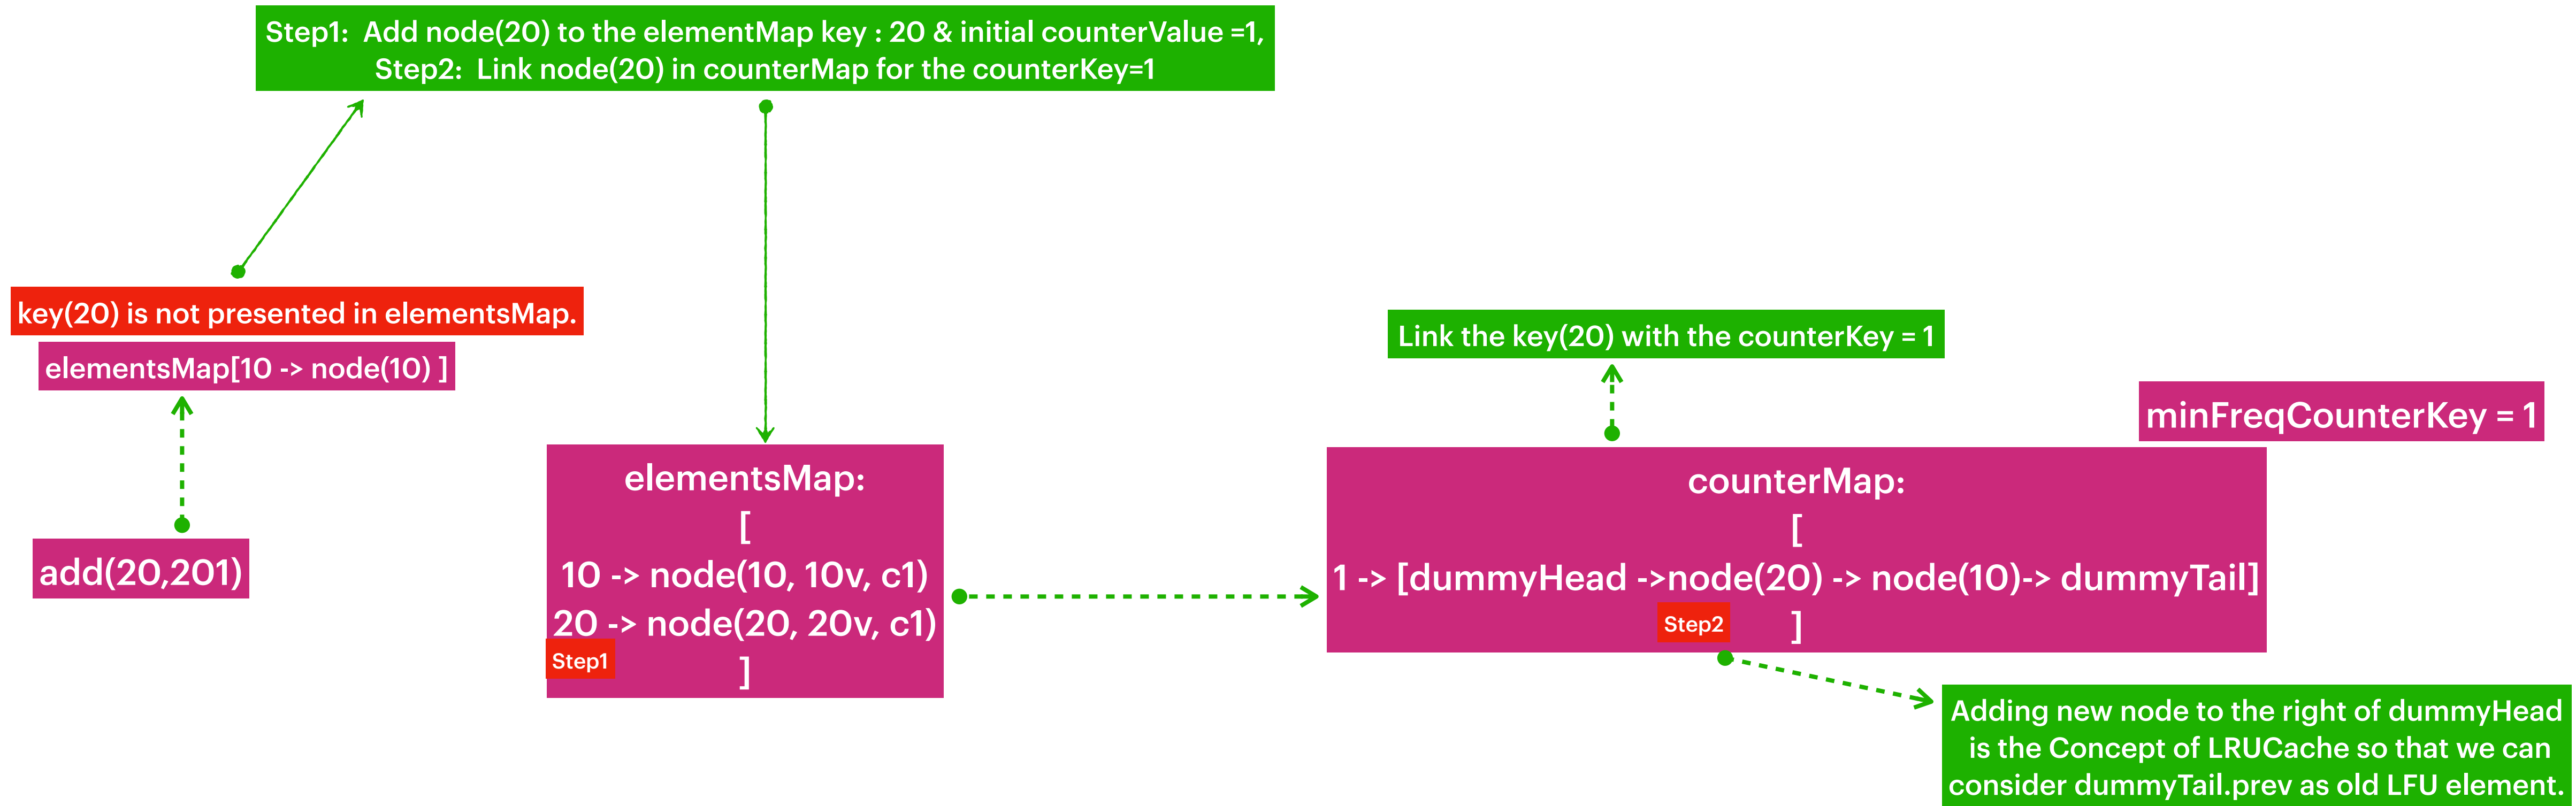 Step1:  Add node(20) to the elementMap key : 20 & initial counterValue =1,
Step2:  Link node(20) in counterMap for the counterKey=1
key(20) is not presented in elementsMap.
elementsMap[10 -> node(10) ]
add(20,201)
elementsMap:
[
10 -> node(10, 10v, c1)
20 -> node(20, 20v, c1)
Step1
]
Link the key(20) with the counterKey = 1
minFreqCounterKey = 1
counterMap:
[
1 -> [dummyHead ->node(20) -> node(10)-> dummyTail]
Step2
]
Adding new node to the right of dummyHead
is the Concept of LRUCache so that we can
consider dummyTail.prev as old LFU element.